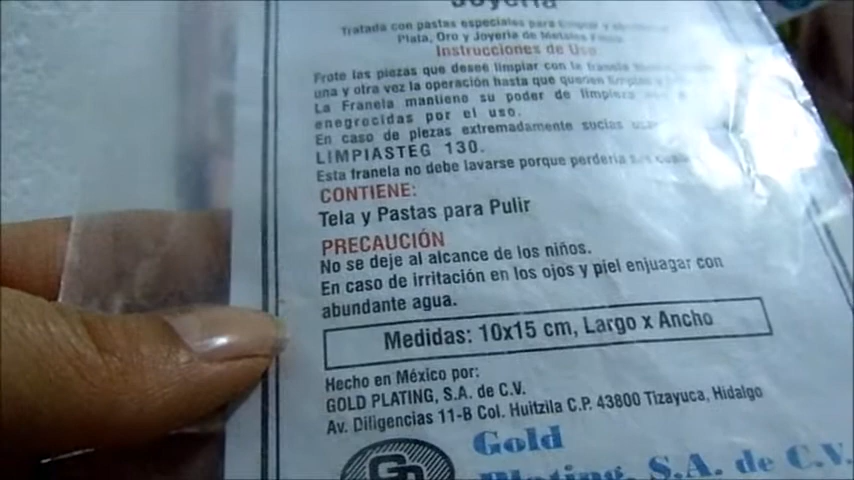 Joyería
Tratada con pastas especiales para limpiar y
Plata, Oro y Joyería de Metales Finos
Instrucciones de Uso
Frote las piezas que desee limpiar con la franela
una y otra vez la operación hasta que queden limpias y
La Franela mantiene su poder de limpieza
ennegrecidas por el uso.
En caso de piezas extremadamente sucias
LIMPIASTEG 130.
Esta franela no debe lavarse porque perdería
CONTIENE:
Tela y Pastas para Pulir
PRECAUCIÓN
No se deje al alcance de los niños.
En caso de irritación en los ojos y piel enjuagar con
abundante agua.
Medidas: 10x15 cm, Largo x Ancho
Hecho en México por:
GOLD PLATING, S.A. de C.V.
Av. Diligencias 11-B Col. Huitzila C.P. 43800 Tizayuca, Hidalgo
Gold
Plating, S.A. de C.V.